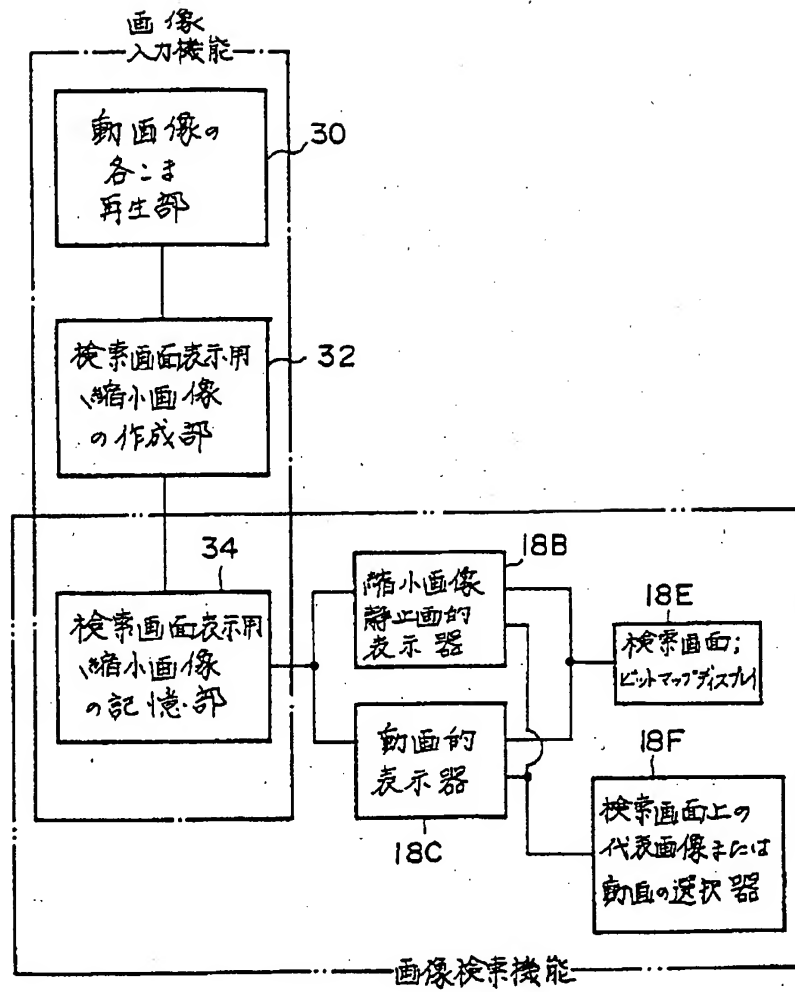 画像
入力機能
動画像の
各こま
再生部
30
検索画面表示用
縮小画像
の作成部
32
34
検索画面表示用
縮小画像
の記憶部
18B
縮小画像
静止画的
表示器
18E
検索画面;
ビットマップディスプレイ
動画的
表示器
18C
18F
検索画面上の
代表画像または
動画の選択器
画像検索機能